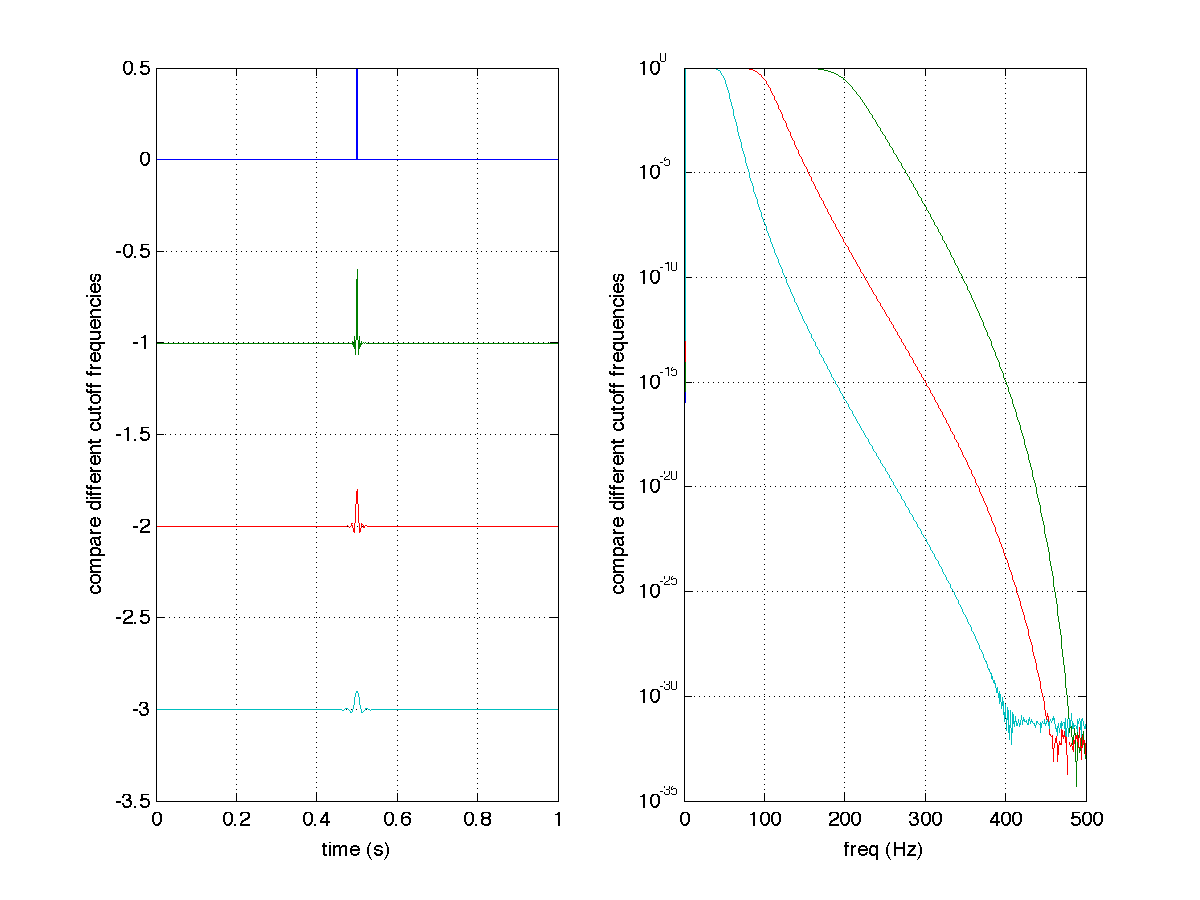 compare different cutoff frequencies
0.5
0
-0.5
-1
-1.5
-2
-2.5
-3
-3.5
0 0.2 0.4 0.6 0.8 1
time (s)
compare different cutoff frequencies
10^0
10^-5
10^-10
10^-15
10^-20
10^-25
10^-30
10^-35
0 100 200 300 400 500
freq (Hz)